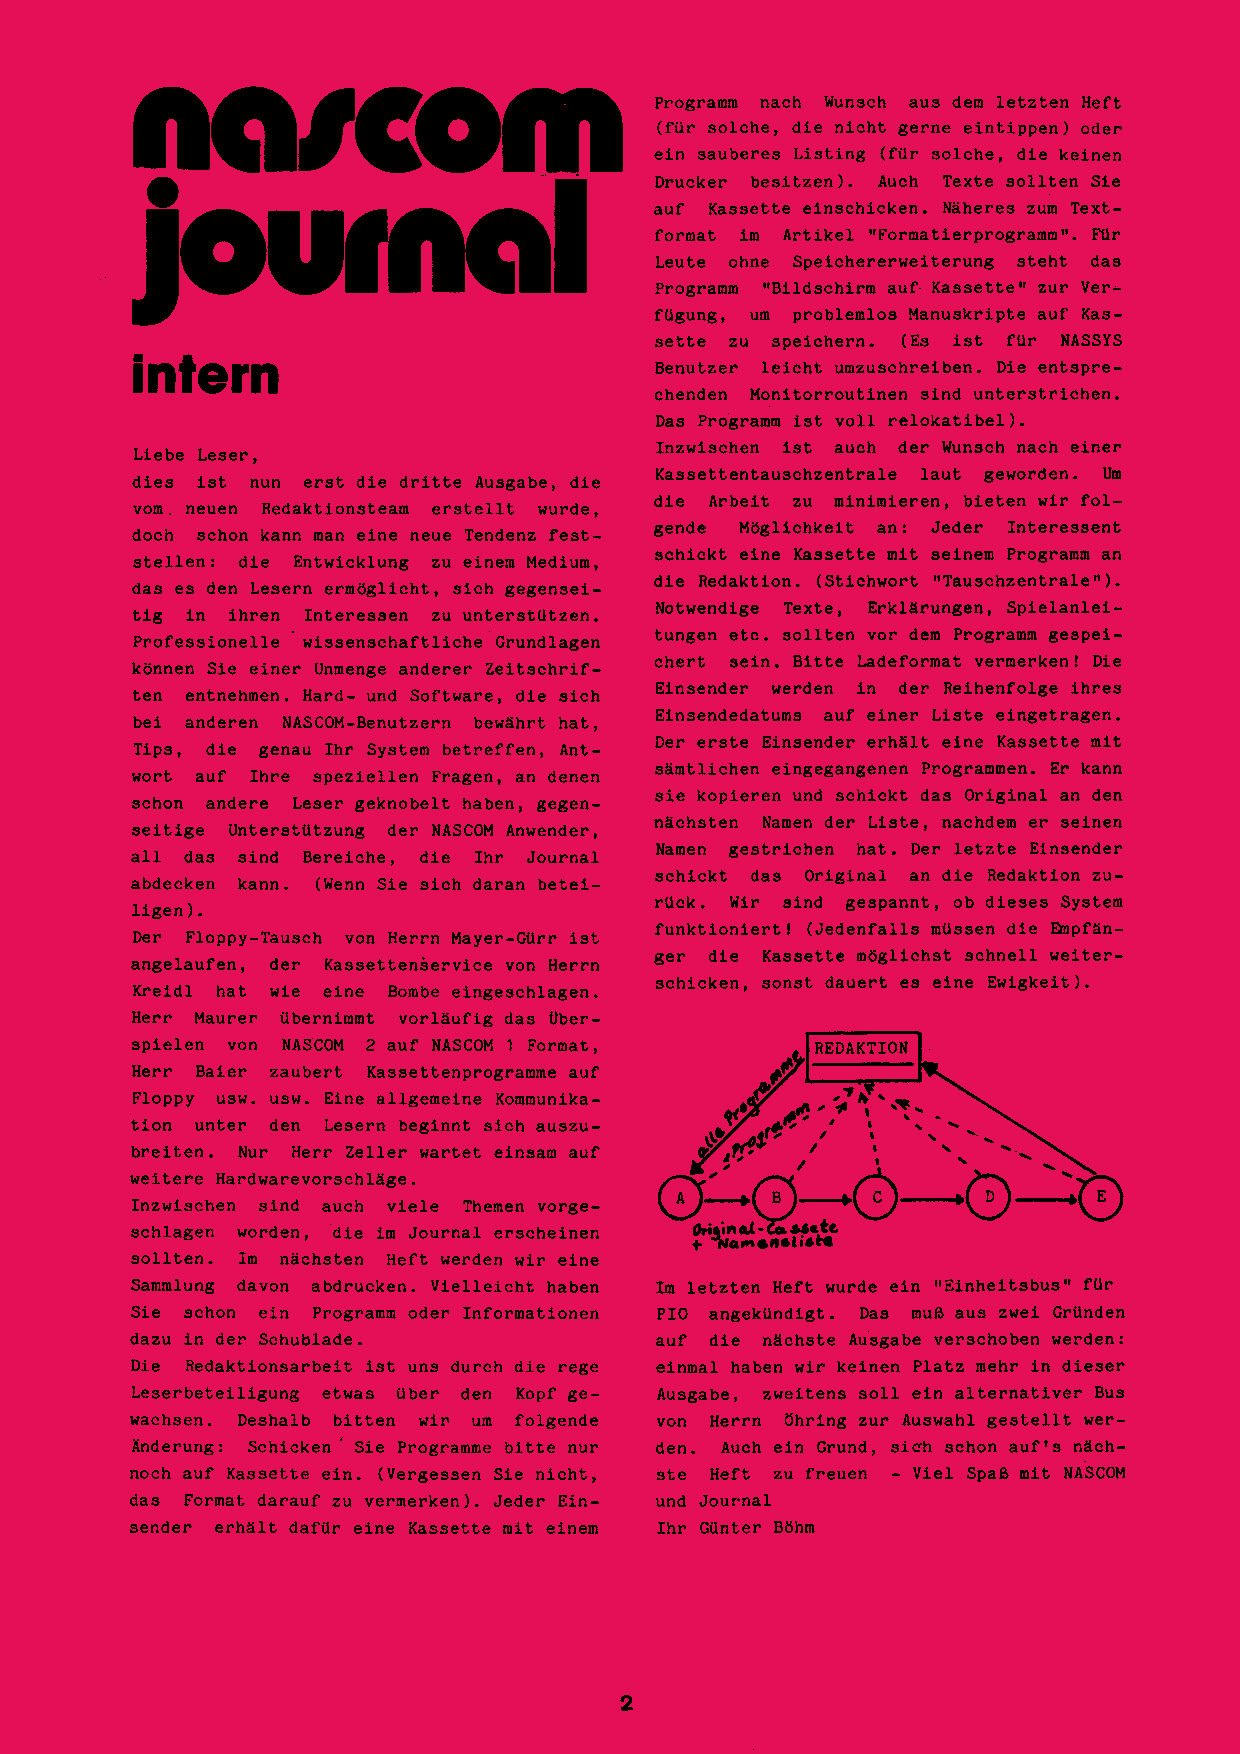 nascom
journal
intern
Liebe Leser,
dies ist nun erst die dritte Ausgabe, die
vom neuen Redaktionsteam erstellt wurde,
doch schon kann man eine neue Tendenz fest-
stellen: die Entwicklung zu einem Medium,
das es den Lesern ermöglicht, sich gegensei-
tig in ihren Interessen zu unterstützen.
Professionelle wissenschaftliche Grundlagen
können Sie einer Unmenge anderer Zeitschrif-
ten entnehmen. Hard- und Software, die sich
bei anderen NASCOM-Benutzern bewährt hat,
Tips, die genau Ihr System betreffen, Ant-
wort auf Ihre speziellen Fragen, an denen
schon andere Leser geknobelt haben, gegen-
seitige Unterstützung der NASCOM Anwender,
all das sind Bereiche, die Ihr Journal
abdecken kann. (Wenn Sie sich daran betei-
ligen).
Der Floppy-Tausch von Herrn Mayer-Gürr ist
angelaufen, der Kassettenservice von Herrn
Kreidl hat wie eine Bombe eingeschlagen.
Herr Maurer übernimmt vorläufig das Über-
spielen von NASCOM 2 auf NASCOM 1 Format,
Herr Baier zaubert Kassettenprogramme auf
Floppy usw. usw. Eine allgemeine Kommunika-
tion unter den Lesern beginnt sich auszu-
breiten. Nur Herr Zeller wartet einsam auf
weitere Hardwarevorschläge.
Inzwischen sind auch viele Themen vorge-
schlagen worden, die im Journal erscheinen
sollten. Im nächsten Heft werden wir eine
Sammlung davon abdrucken. Vielleicht haben
Sie schon ein Programm oder Informationen
dazu in der Schublade.
Die Redaktionsarbeit ist uns durch die rege
Leserbeteiligung etwas über den Kopf ge-
wachsen. Deshalb bitten wir um folgende
Änderung: Schicken Sie Programme bitte nur
noch auf Kassette ein. (Vergessen Sie nicht,
das Format darauf zu vermerken). Jeder Ein-
sender erhält dafür eine Kassette mit einem
Programm nach Wunsch aus dem letzten Heft
(für solche, die nicht gerne eintippen) oder
ein sauberes Listing (für solche, die keinen
Drucker besitzen). Auch Texte sollten Sie
auf Kassette einschicken. Näheres zum Text-
format im Artikel "Formatierprogramm". Für
Leute ohne Speichererweiterung steht das
Programm "Bildschirm auf Kassette" zur Ver-
fügung, um problemlos Manuskripte auf Kas-
sette zu speichern. (Es ist für NASSYS
Benutzer leicht umzuschreiben. Die entspre-
chenden Monitorroutinen sind unterstrichen.
Das Programm ist voll relokatibel).
Inzwischen ist auch der Wunsch nach einer
Kassettentauschzentrale laut geworden. Um
die Arbeit zu minimieren, bieten wir fol-
gende Möglichkeit an: Jeder Interessent
schickt eine Kassette mit seinem Programm an
die Redaktion. (Stichwort "Tauschzentrale").
Notwendige Texte, Erklärungen, Spielanlei-
tungen etc. sollten vor dem Programm gespei-
chert sein. Bitte Ladeformat vermerken! Die
Einsender werden in der Reihenfolge ihres
Einsendedatums auf einer Liste eingetragen.
Der erste Einsender erhält eine Kassette mit
sämtlichen eingegangenen Programmen. Er kann
sie kopieren und schickt das Original an den
nächsten Namen der Liste, nachdem er seinen
Namen gestrichen hat. Der letzte Einsender
schickt das Original an die Redaktion zu-
rück. Wir sind gespannt, ob dieses System
funktioniert! (Jedenfalls müssen die Empfän-
ger die Kassette möglichst schnell weiter-
schicken, sonst dauert es eine Ewigkeit).
REDAKTION
alle Programme
1 Programm
A B C D E
Original-Cassete
+ Namensliste
Im letzten Heft wurde ein "Einheitsbus" für
PIO angekündigt. Das muß aus zwei Gründen
auf die nächste Ausgabe verschoben werden:
einmal haben wir keinen Platz mehr in dieser
Ausgabe, zweitens soll ein alternativer Bus
von Herrn Öhring zur Auswahl gestellt wer-
den. Auch ein Grund, sich schon auf's näch-
ste Heft zu freuen - Viel Spaß mit NASCOM
und Journal
Ihr Günter Böhm
2